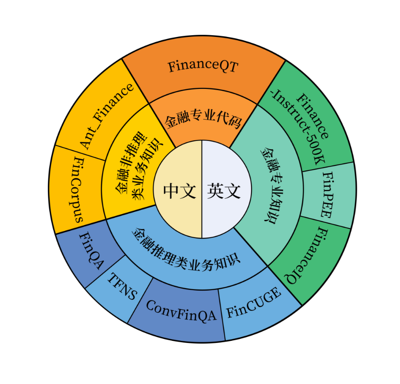 FinanceQT
Finance
-Instruct-500K
FinPEE
FinanceIQ
FinCUGE
ConvFinQA
TFNS
FinQA
FinCorpus
Ant_Finance
金融专业代码
金融专业知识
金融推理类业务知识
金融非推理
类业务知识
中文
英文